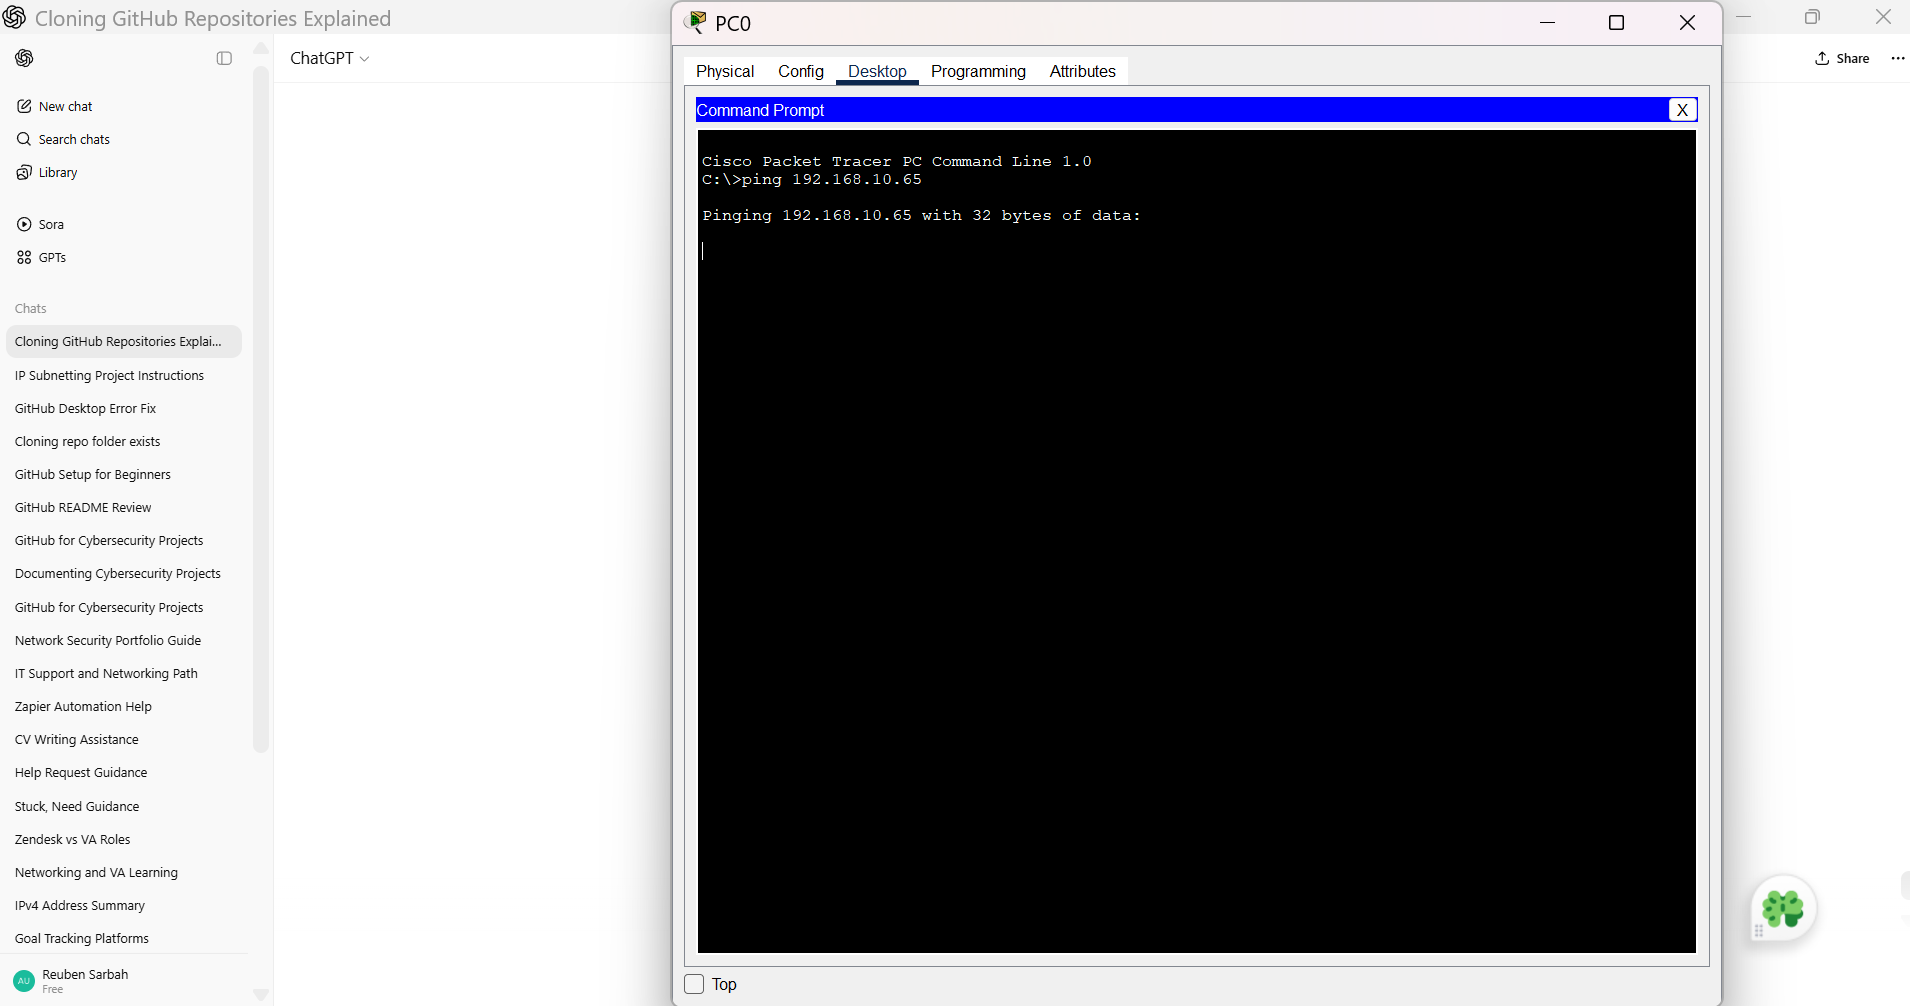 Cloning GitHub Repositories Explained
ChatGPT
Share
New chat
Search chats
Library
Sora
GPTs
Chats
Cloning GitHub Repositories Explai...
IP Subnetting Project Instructions
GitHub Desktop Error Fix
Cloning repo folder exists
GitHub Setup for Beginners
GitHub README Review
GitHub for Cybersecurity Projects
Documenting Cybersecurity Projects
GitHub for Cybersecurity Projects
Network Security Portfolio Guide
IT Support and Networking Path
Zapier Automation Help
CV Writing Assistance
Help Request Guidance
Stuck, Need Guidance
Zendesk vs VA Roles
Networking and VA Learning
IPv4 Address Summary
Goal Tracking Platforms
AU
Reuben Sarbah
Free
PC0
Physical Config Desktop Programming Attributes
Command Prompt X
Cisco Packet Tracer PC Command Line 1.0
C:\>ping 192.168.10.65
Pinging 192.168.10.65 with 32 bytes of data:
Top